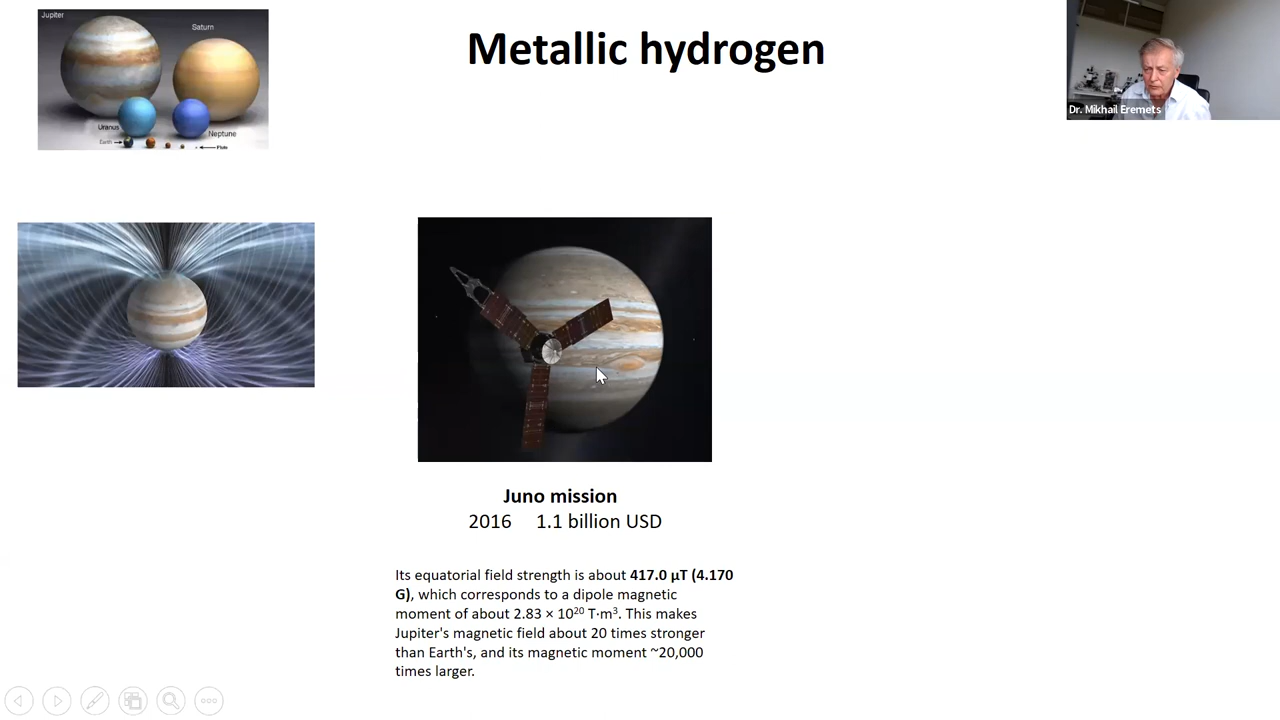 Metallic hydrogen
Jupiter
Saturn
Uranus
Neptune
Earth
Pluto
Dr. Mikhail Eremets
Juno mission
2016 1.1 billion USD
Its equatorial field strength is about 417.0 μT (4.170
G), which corresponds to a dipole magnetic
moment of about 2.83 × 10²⁰ T·m³. This makes
Jupiter's magnetic field about 20 times stronger
than Earth's, and its magnetic moment ~20,000
times larger.